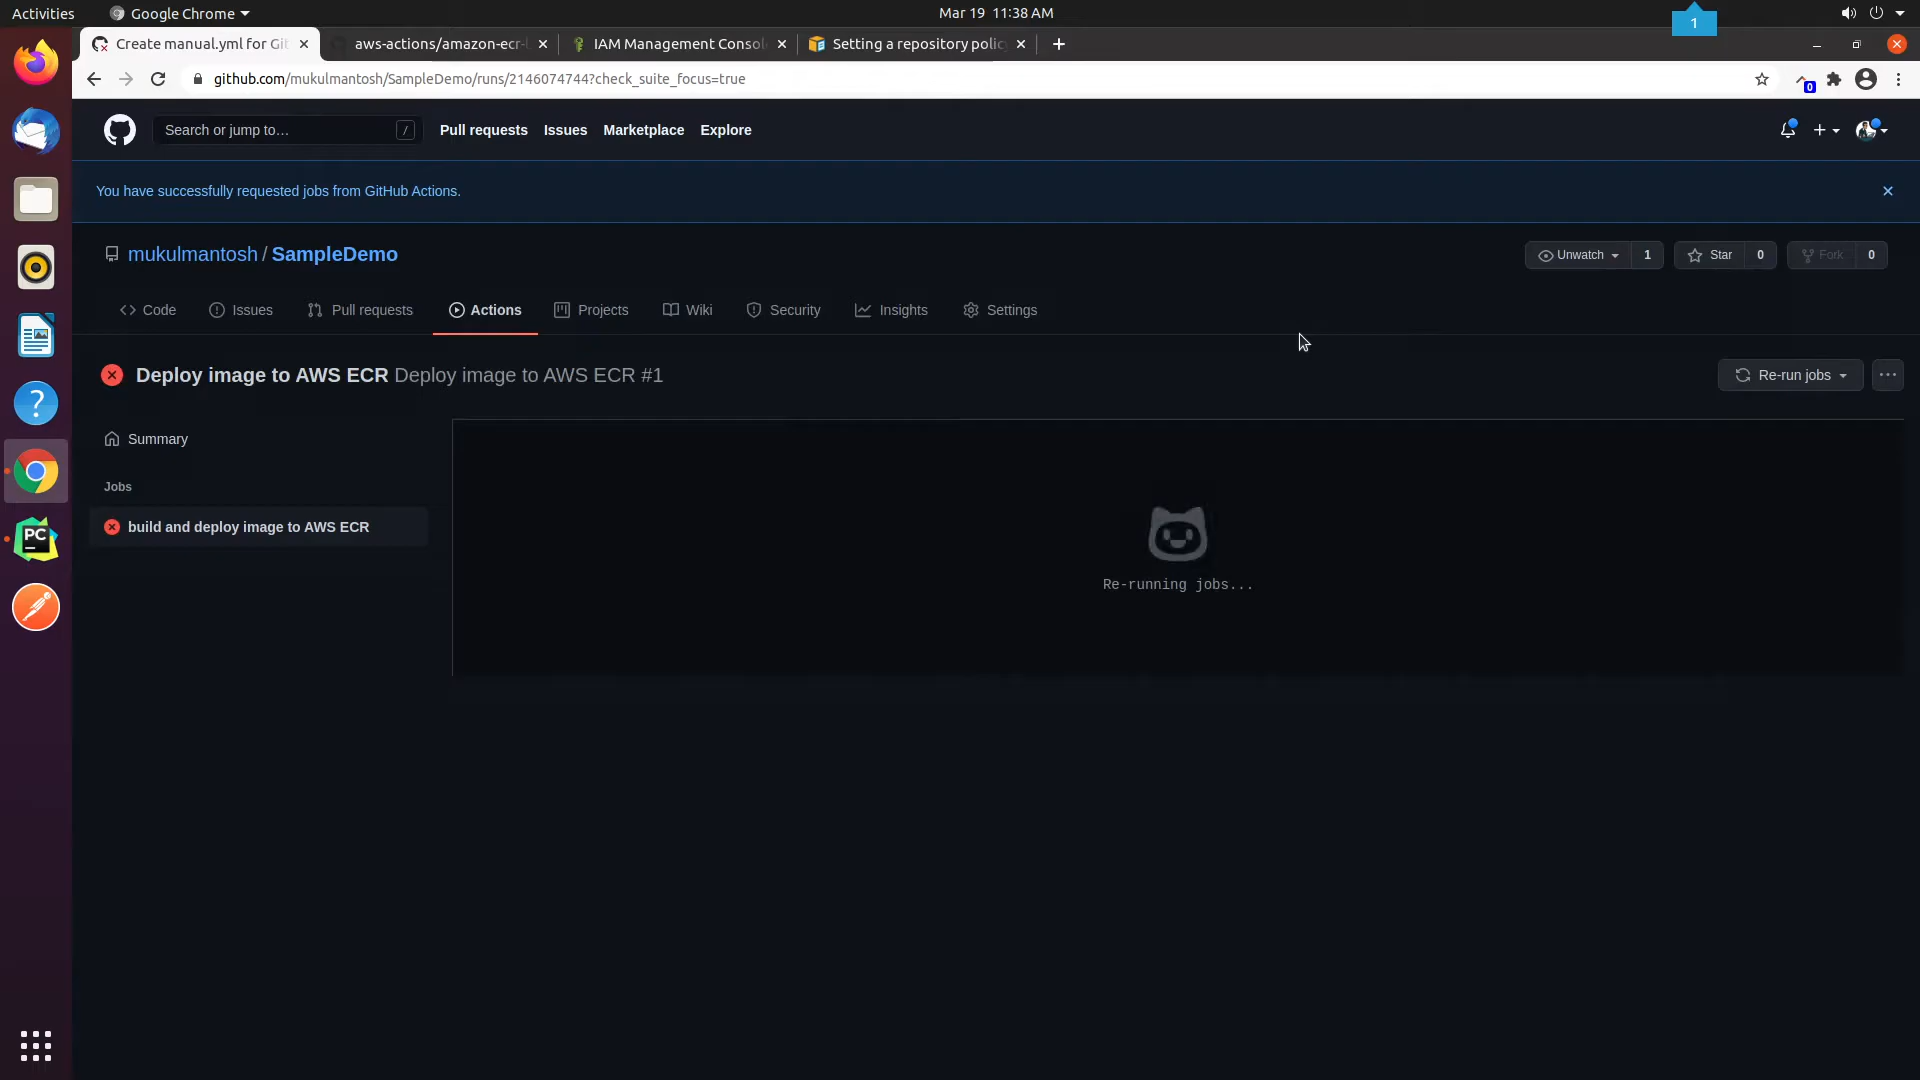 Activities
Google Chrome
Mar 19 11:38 AM
1
Create manual.yml for Git
aws-actions/amazon-ecr-l
IAM Management Consol
Setting a repository polic
github.com/mukulmantosh/SampleDemo/runs/2146074744?check_suite_focus=true
0
Search or jump to…
/
Pull requests
Issues
Marketplace
Explore
You have successfully requested jobs from GitHub Actions.
mukulmantosh / SampleDemo
Unwatch 1
Star 0
Fork 0
Code
Issues
Pull requests
Actions
Projects
Wiki
Security
Insights
Settings
Deploy image to AWS ECR Deploy image to AWS ECR #1
Re-run jobs
Summary
Jobs
build and deploy image to AWS ECR
Re-running jobs...
PC